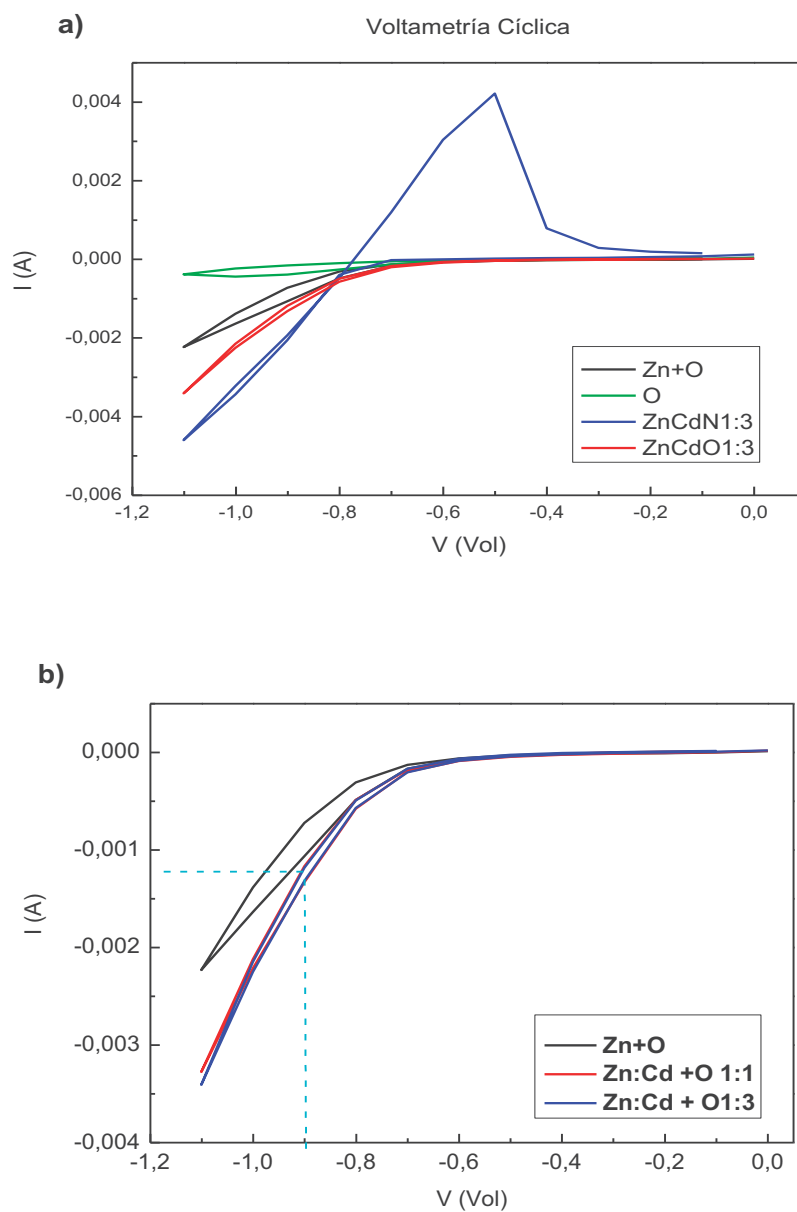 a)
Voltametría Cíclica
I (A)
0,004
0,002
0,000
-0,002
-0,004
-0,006
Zn+O
O
ZnCdN1:3
ZnCdO1:3
-1,2 -1,0 -0,8 -0,6 -0,4 -0,2 0,0
V (Vol)
b)
I (A)
0,000
-0,001
-0,002
-0,003
-0,004
Zn+O
Zn:Cd +O 1:1
Zn:Cd + O1:3
-1,2 -1,0 -0,8 -0,6 -0,4 -0,2 0,0
V (Vol)